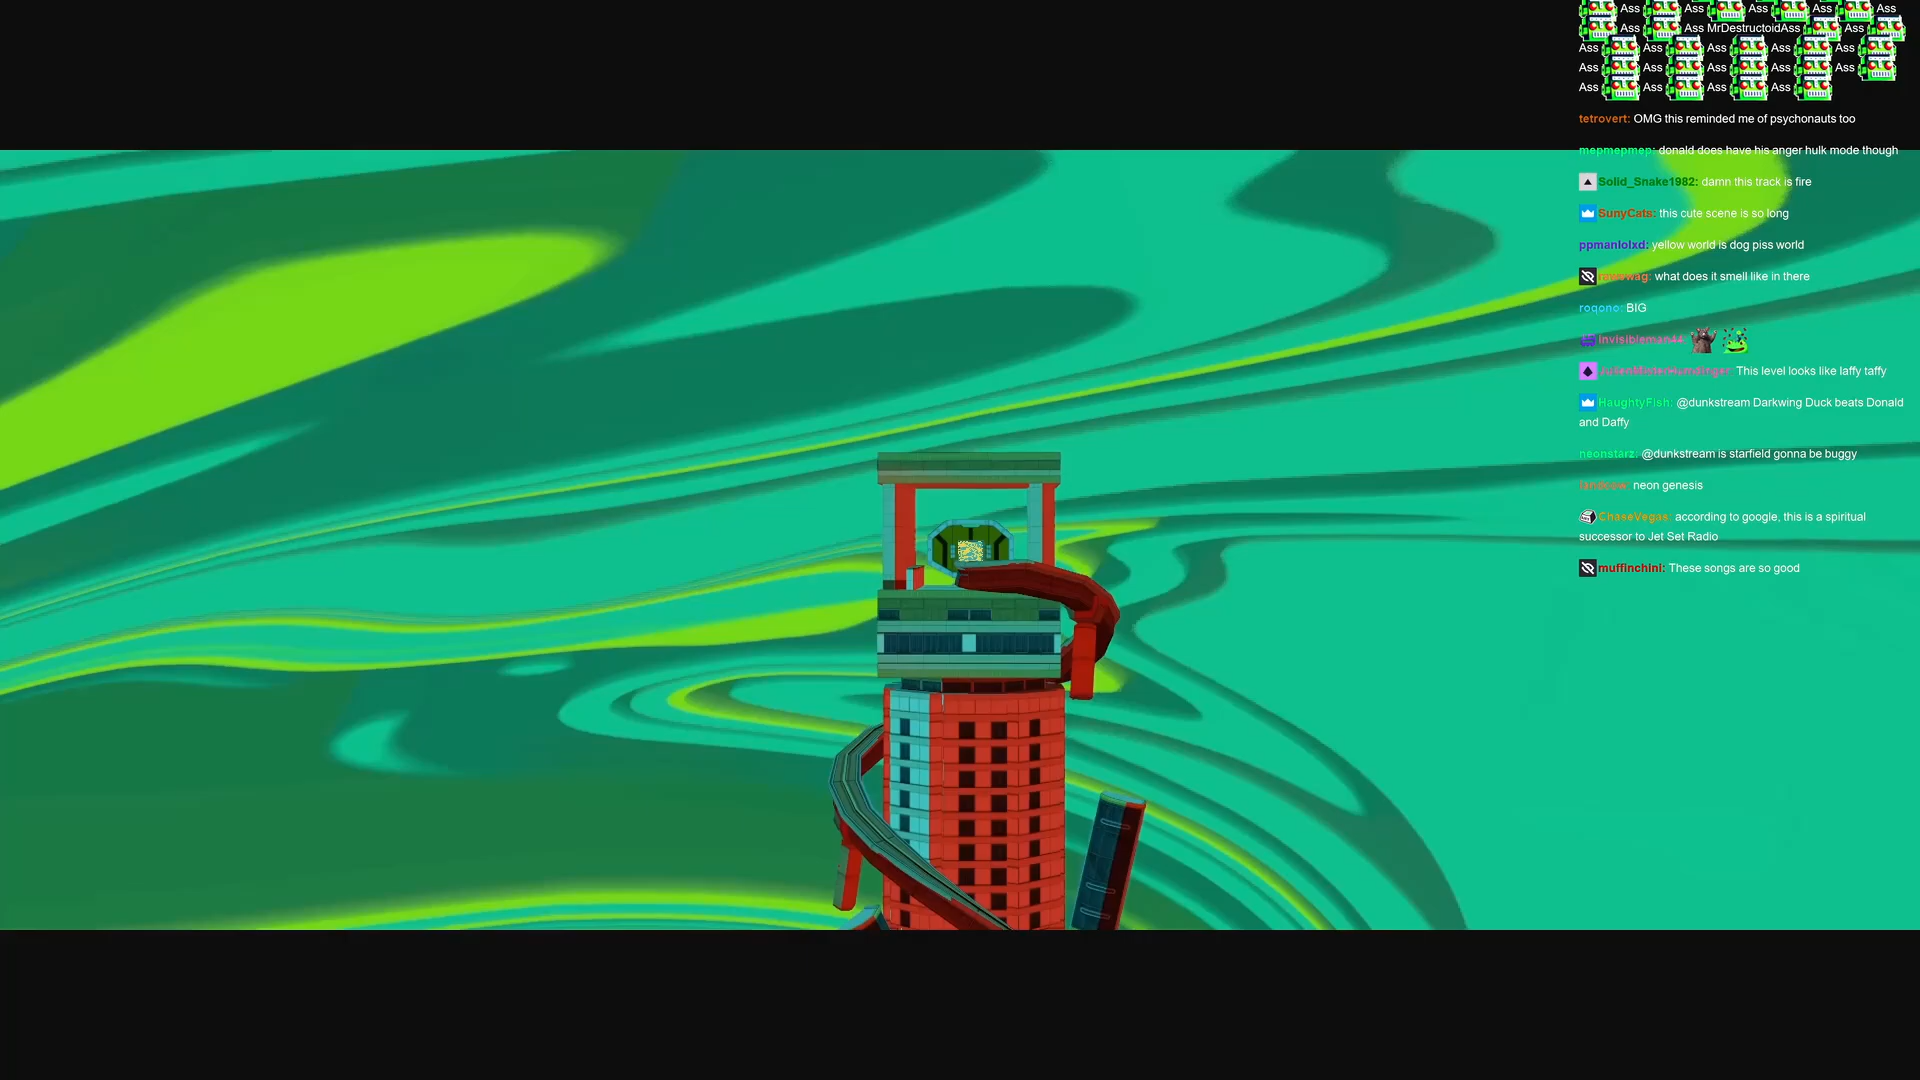 Ass Ass Ass Ass Ass
Ass Ass MrDestructoidAss Ass
Ass Ass Ass Ass Ass
Ass Ass Ass Ass Ass
Ass Ass Ass Ass
tetrovert: OMG this reminded me of psychonauts too
mepmepmep: donald does have his anger hulk mode though
Solid_Snake1982: damn this track is fire
SunyCats: this cute scene is so long
ppmanlolxd: yellow world is dog piss world
what does it smell like in there
roqono: BIG
invisibleman44:
This level looks like laffy taffy
HaughtyFish: @dunkstream Darkwing Duck beats Donald
and Daffy
neonstarz: @dunkstream is starfield gonna be buggy
neon genesis
ChaseVegas: according to google, this is a spiritual
successor to Jet Set Radio
muffinchini: These songs are so good